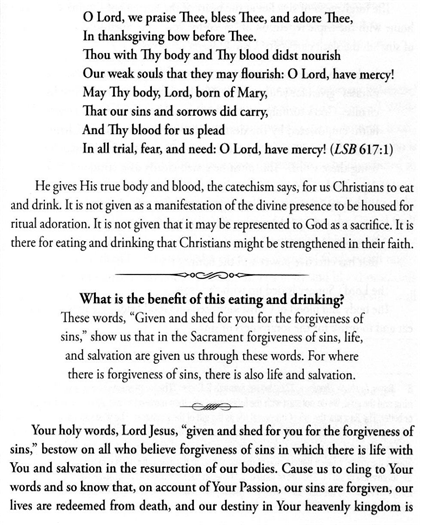 O Lord, we praise Thee, bless Thee, and adore Thee,
In thanksgiving bow before Thee.
Thou with Thy body and Thy blood didst nourish
Our weak souls that they may flourish: O Lord, have mercy!
May Thy body, Lord, born of Mary,
That our sins and sorrows did carry,
And Thy blood for us plead
In all trial, fear, and need: O Lord, have mercy! (LSB 617:1)
He gives His true body and blood, the catechism says, for us Christians to eat
and drink. It is not given as a manifestation of the divine presence to be housed for
ritual adoration. It is not given that it may be represented to God as a sacrifice. It is
there for eating and drinking that Christians might be strengthened in their faith.
What is the benefit of this eating and drinking?
These words, “Given and shed for you for the forgiveness of
sins,” show us that in the Sacrament forgiveness of sins, life,
and salvation are given us through these words. For where
there is forgiveness of sins, there is also life and salvation.
Your holy words, Lord Jesus, “given and shed for you for the forgiveness of
sins,” bestow on all who believe forgiveness of sins in which there is life with
You and salvation in the resurrection of our bodies. Cause us to cling to Your
words and so know that, on account of Your Passion, our sins are forgiven, our
lives are redeemed from death, and our destiny in Your heavenly kingdom is